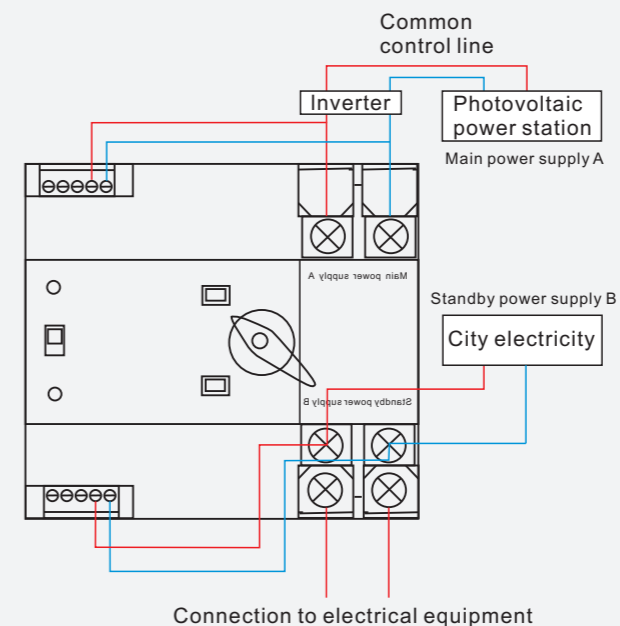 Common
control line
Inverter
Photovoltaic
power station
Main power supply A
Main power supply A
Standby power supply B
City electricity
Standby power supply B
Connection to electrical equipment